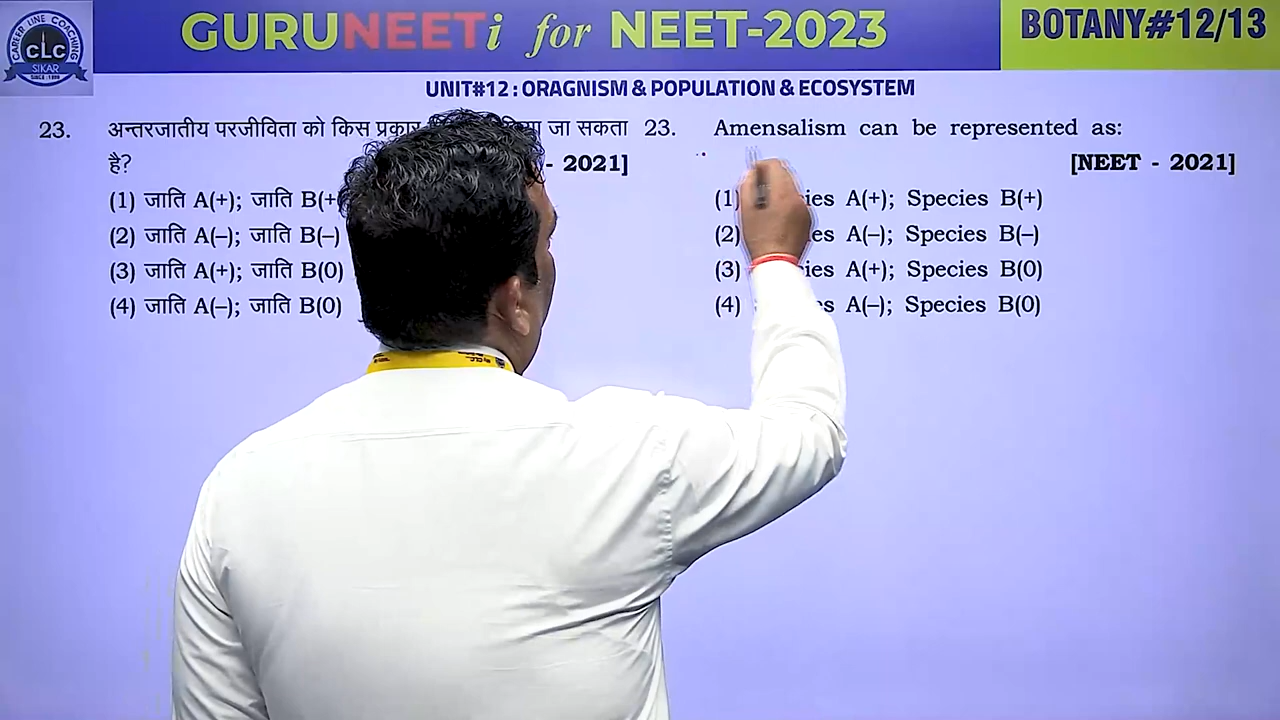 CAREER LINE COACHING
CLC
SIKAR
SINCE : 1996
GURUNEETi for NEET-2023
BOTANY#12/13
UNIT#12 : ORAGNISM & POPULATION & ECOSYSTEM
23. अन्तरजातीय परजीविता को किस प्रकार जा सकता
है? - 2021]
(1) जाति A(+); जाति B(+
(2) जाति A(–); जाति B(–)
(3) जाति A(+); जाति B(0)
(4) जाति A(–); जाति B(0)
23. Amensalism can be represented as:
[NEET - 2021]
(1) A(+); Species B(+)
(2) A(–); Species B(–)
(3) A(+); Species B(0)
(4) A(–); Species B(0)